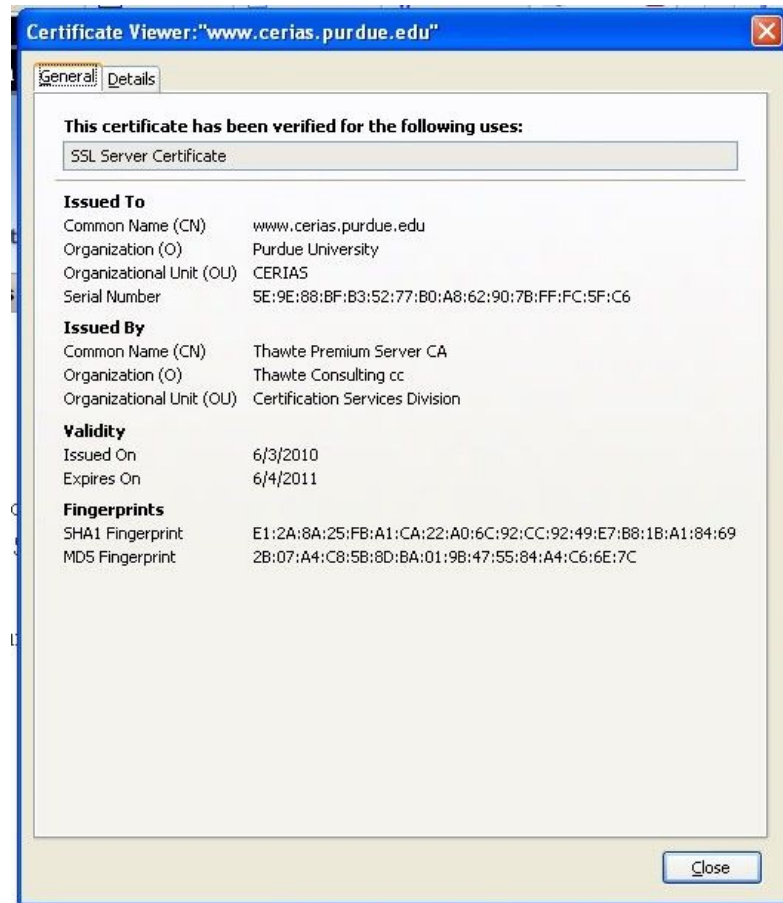 Certificate Viewer:"www.cerias.purdue.edu"
General Details
This certificate has been verified for the following uses:
SSL Server Certificate
Issued To
Common Name (CN) www.cerias.purdue.edu
Organization (O) Purdue University
Organizational Unit (OU) CERIAS
Serial Number 5E:9E:88:BF:B3:52:77:B0:A8:62:90:7B:FF:FC:5F:C6
Issued By
Common Name (CN) Thawte Premium Server CA
Organization (O) Thawte Consulting cc
Organizational Unit (OU) Certification Services Division
Validity
Issued On 6/3/2010
Expires On 6/4/2011
Fingerprints
SHA1 Fingerprint E1:2A:8A:25:FB:A1:CA:22:A0:6C:92:CC:92:49:E7:B8:1B:A1:84:69
MD5 Fingerprint 2B:07:A4:C8:5B:8D:BA:01:9B:47:55:84:A4:C6:6E:7C
Close